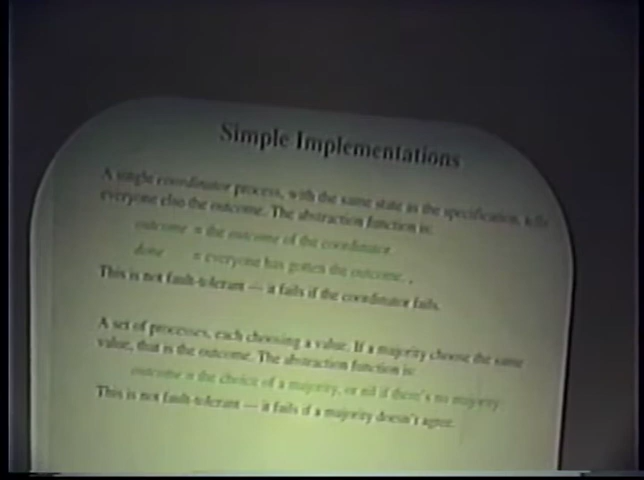 Simple Implementations
A single coordinator process, with the same state as the specification, tells
everyone else the outcome. The abstraction function is:
outcome = the outcome of the coordinator.
done = everyone has gotten the outcome.
This is not fault-tolerant — it fails if the coordinator fails.
A set of processes, each choosing a value. If a majority choose the same
value, that is the outcome. The abstraction function is:
outcome = the choice of a majority, or nil if there's no majority.
This is not fault-tolerant — it fails if a majority doesn't agree.